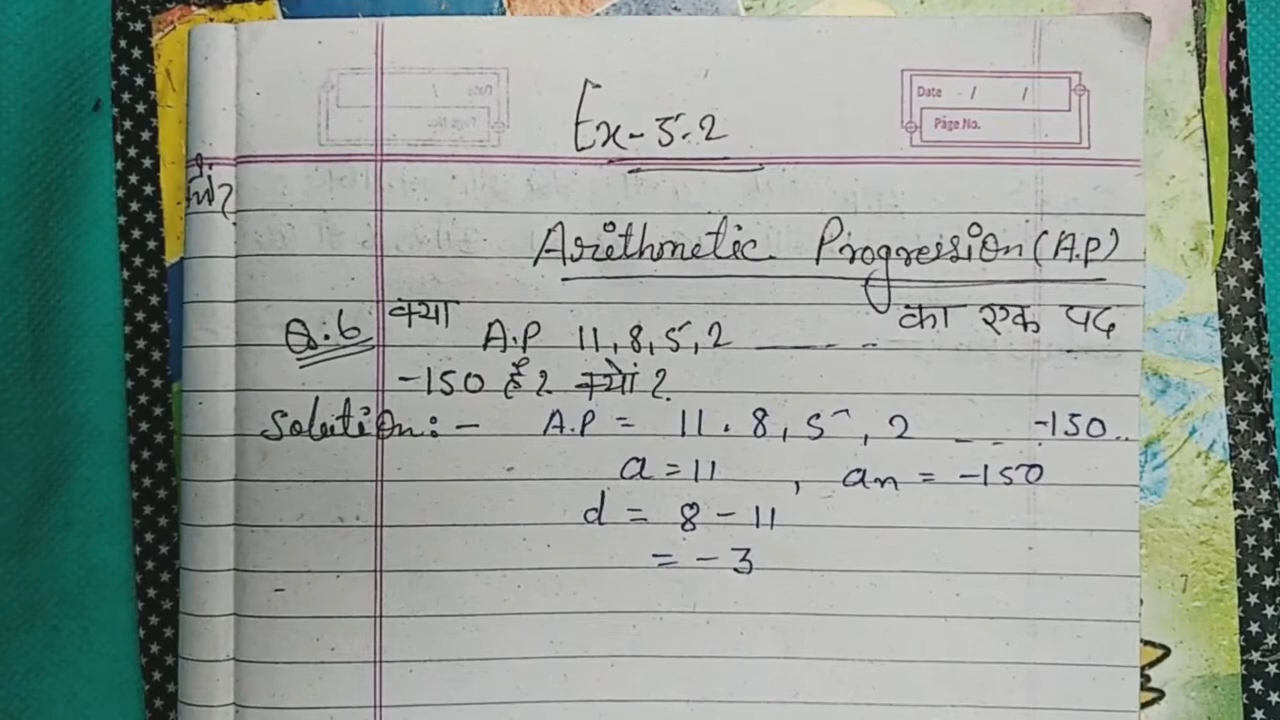 Ex-5.2
Date / /
Page No.
Arithmetic Progression (A.P)
Q.6 क्या A.P 11,8,5,2 ---- - का एक पद
-150 है? क्यों?
Solution:- A.P = 11. 8, 5, 2 - - -150..
a = 11 , an = -150
d = 8 - 11
= -3